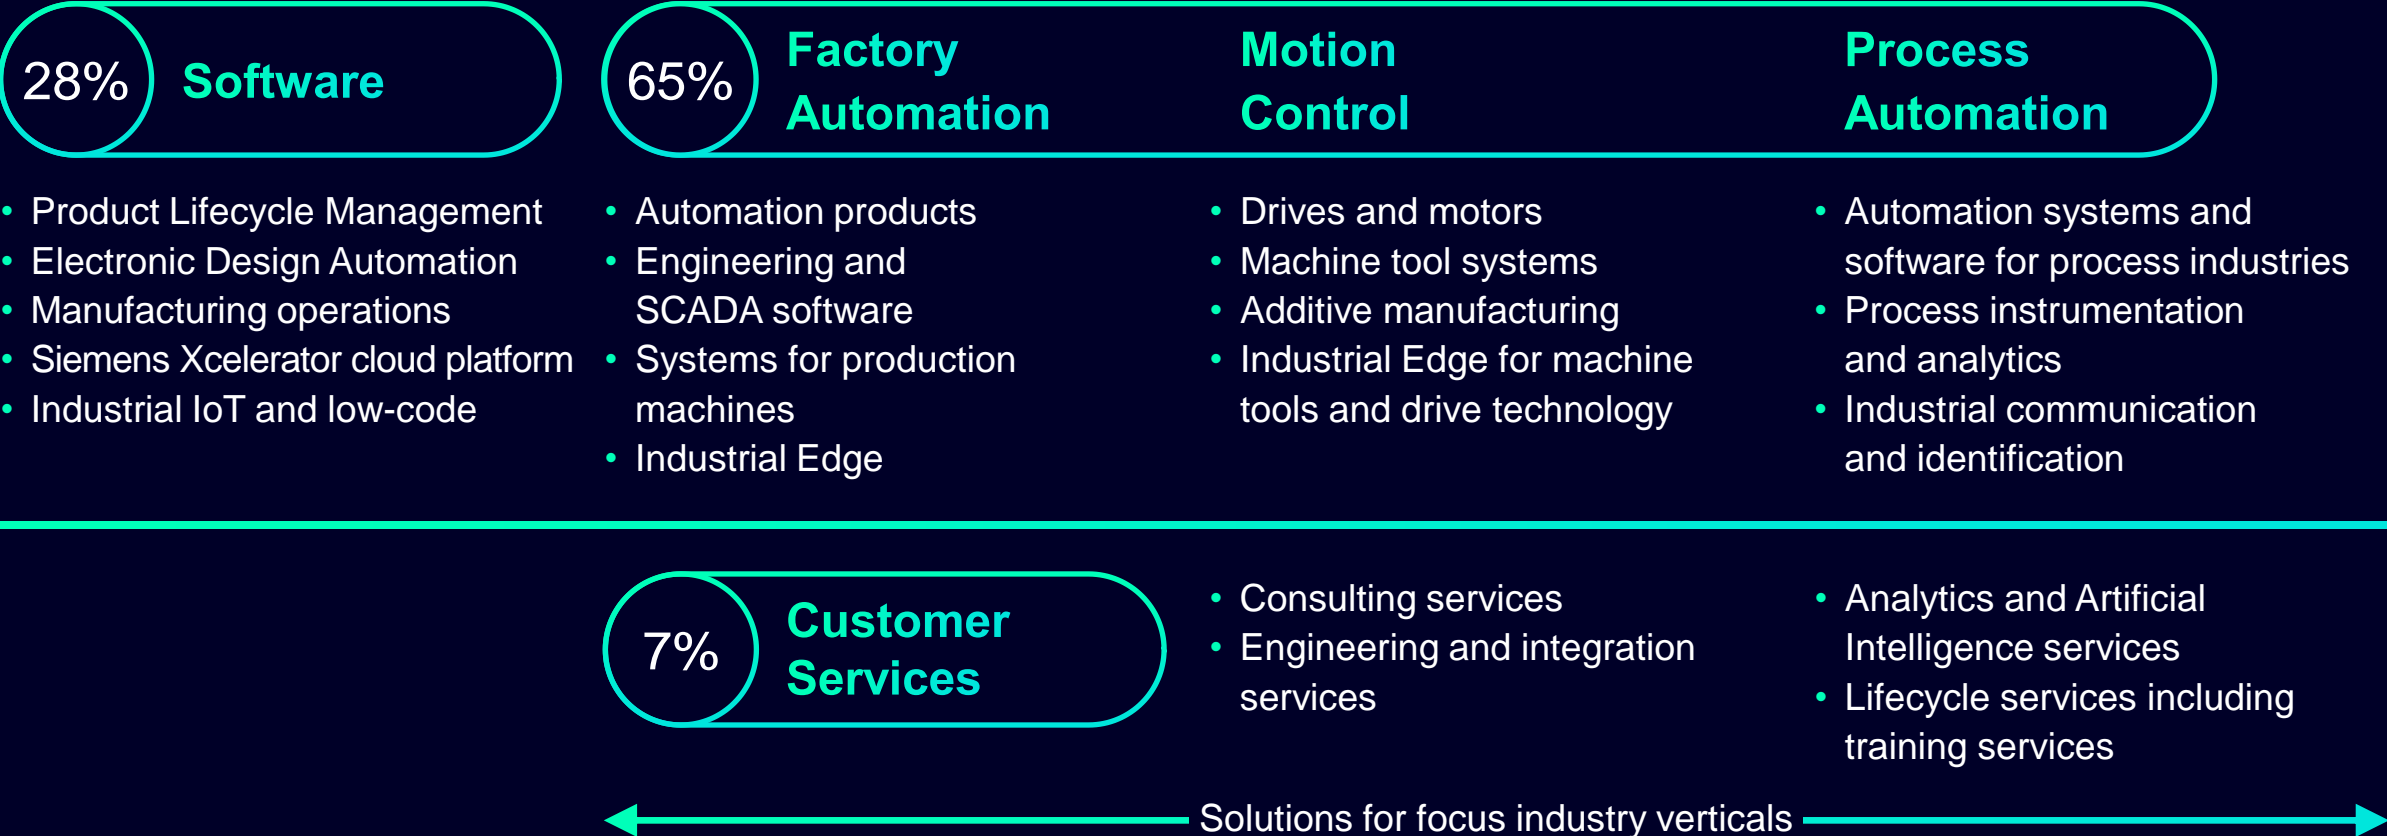 28%
Software
Product Lifecycle Management
Electronic Design Automation
Manufacturing operations
Siemens Xcelerator cloud platform
Industrial IoT and low-code
65%
Factory
Automation
Automation products
Engineering and
SCADA software
Systems for production
machines
Industrial Edge
Motion
Control
Drives and motors
Machine tool systems
Additive manufacturing
Industrial Edge for machine
tools and drive technology
Process
Automation
Automation systems and
software for process industries
Process instrumentation
and analytics
Industrial communication
and identification
7%
Customer
Services
Consulting services
Engineering and integration
services
Analytics and Artificial
Intelligence services
Lifecycle services including
training services
Solutions for focus industry verticals